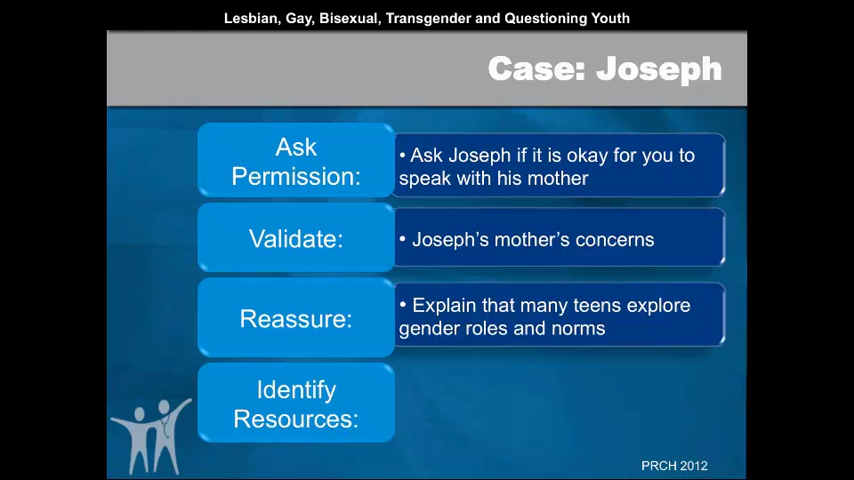 Lesbian, Gay, Bisexual, Transgender and Questioning Youth
Case: Joseph
Ask
Permission:
• Ask Joseph if it is okay for you to
speak with his mother
Validate:
• Joseph's mother's concerns
Reassure:
• Explain that many teens explore
gender roles and norms
Identify
Resources:
PRCH 2012